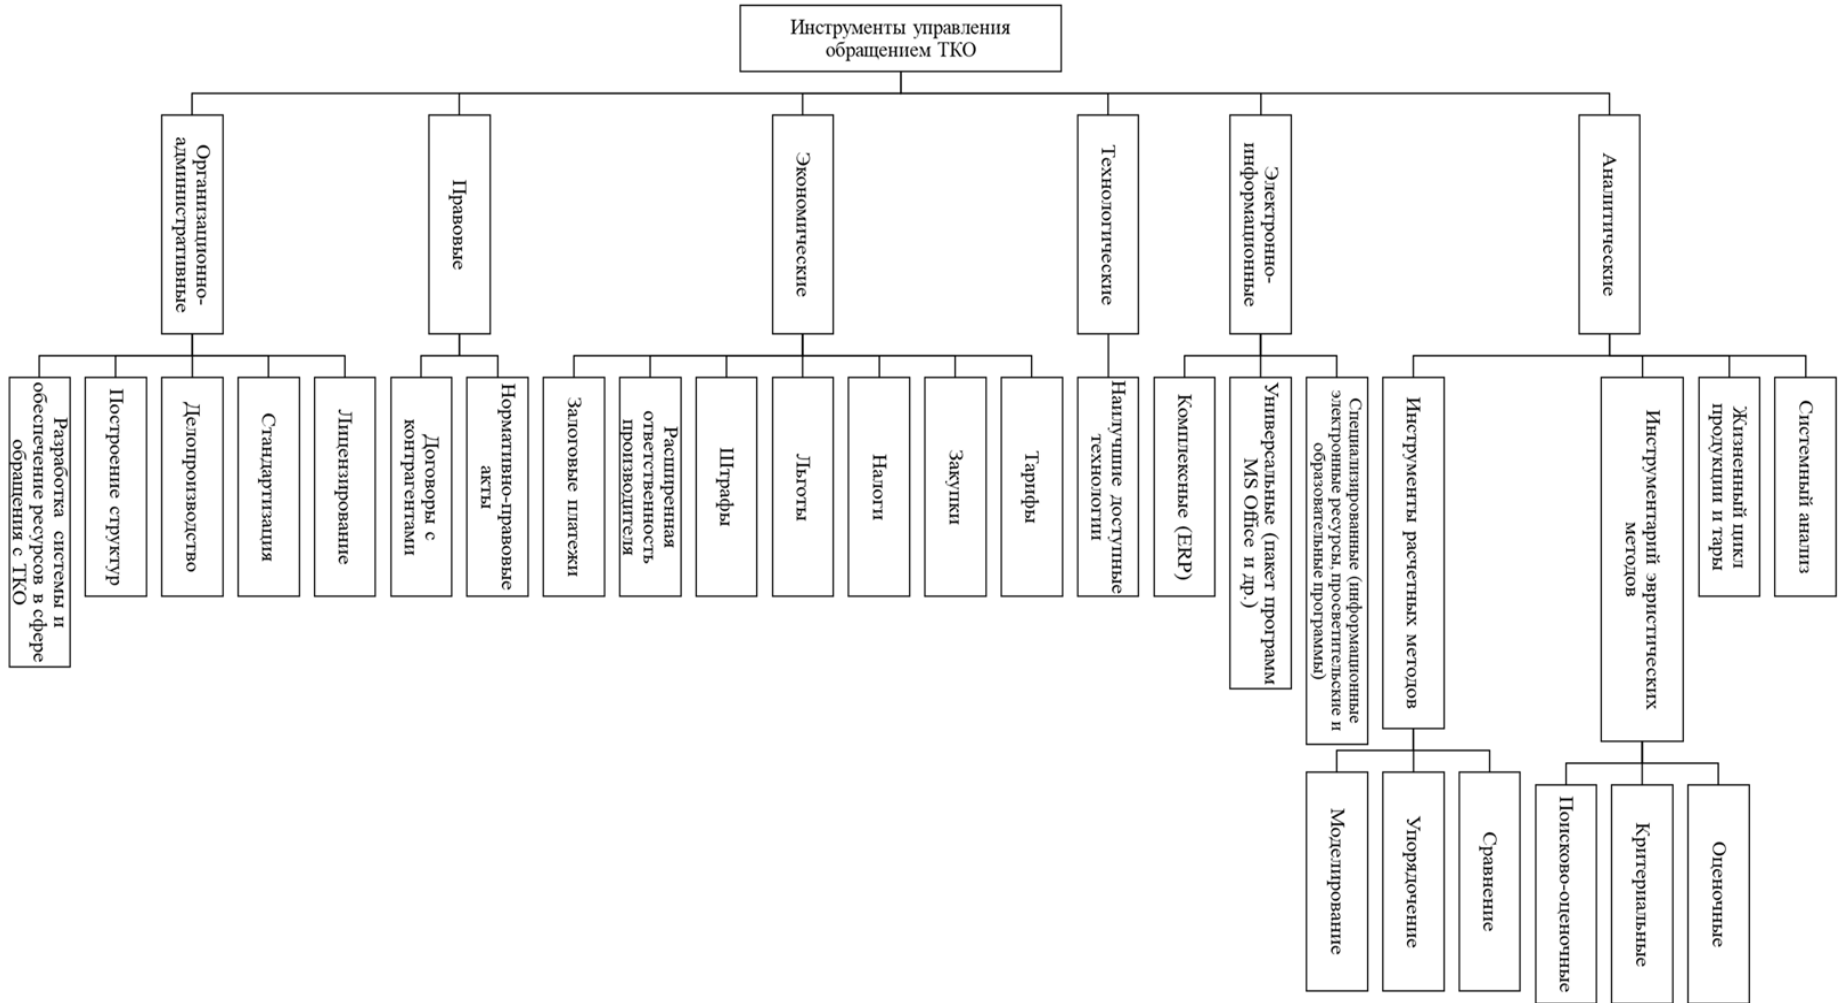 Инструменты управления
обращением ТКО
Организационно-
административные
Правовые
Экономические
Технологические
Электронно-
информационные
Аналитические
Разработка системы и
обеспечение ресурсов в сфере
обращения с ТКО
Построение структур
Делопроизводство
Стандартизация
Лицензирование
Договоры с
контрагентами
Нормативно-правовые
акты
Залоговые платежи
Расширенная
ответственность
производителя
Штрафы
Льготы
Налоги
Закупки
Тарифы
Наилучшие доступные
технологии
Комплексные (ERP)
Универсальные (пакет программ
MS Office и др.)
Специализированные (информационные
электронные ресурсы, просветительские и
образовательные программы)
Инструменты расчетных методов
Инструментарий эвристических
методов
Жизненный цикл
продукции и тары
Системный анализ
Моделирование
Упорядочение
Сравнение
Поисково-оценочные
Критериальные
Оценочные